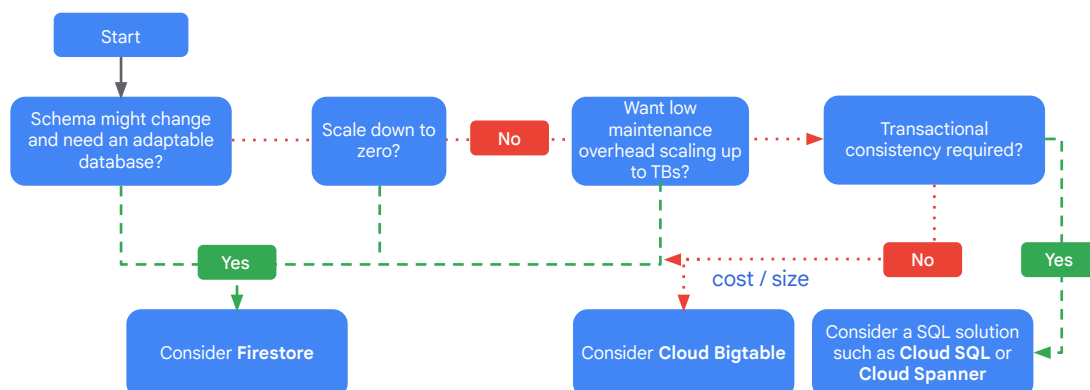 Start
Schema might change
and need an adaptable
database?
Scale down to
zero?
No
Want low
maintenance
overhead scaling up
to TBs?
Transactional
consistency required?
Yes
cost / size
No
Yes
Consider Firestore
Consider Cloud Bigtable
Consider a SQL solution
such as Cloud SQL or
Cloud Spanner